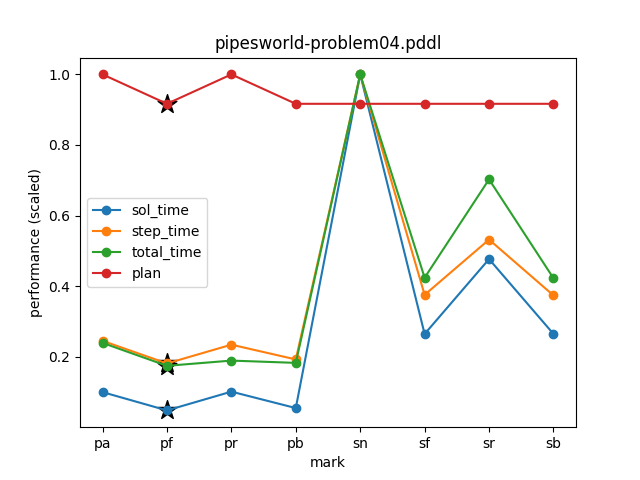 pipesworld-problem04.pddl
1.0
0.8
0.6
0.4
0.2
performance (scaled)
sol_time
step_time
total_time
plan
pa pf pr pb sn sf sr sb
mark